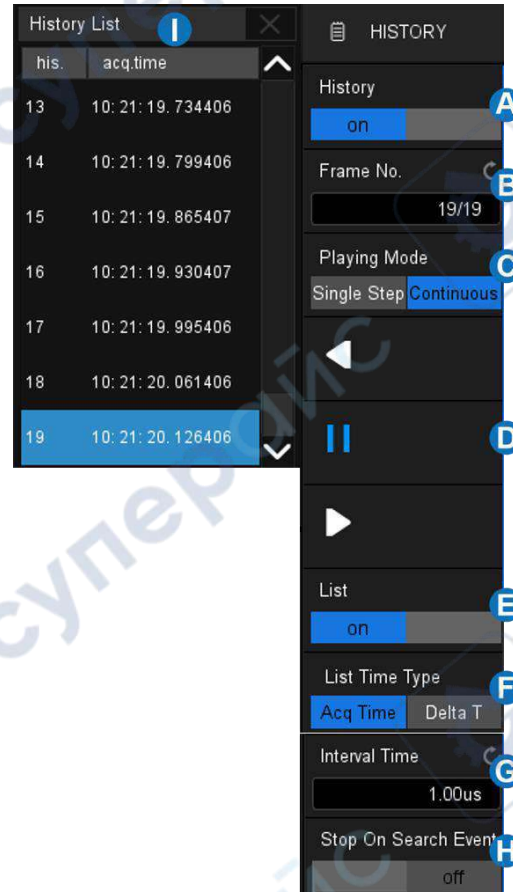 History List
I
his. acq.time
13 10: 21: 19. 734406
14 10: 21: 19. 799406
15 10: 21: 19. 865407
16 10: 21: 19. 930407
17 10: 21: 19. 995406
18 10: 21: 20. 061406
19 10: 21: 20. 126406
HISTORY
History
A
on
Frame No.
B
19/19
Playing Mode
C
Single Step Continuous
D
List
E
on
List Time Type
F
Acq Time Delta T
Interval Time
G
1.00us
Stop On Search Event
H
off